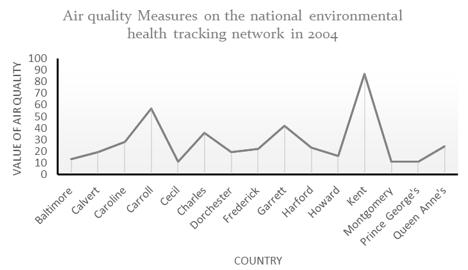 Air quality Measures on the national environmental
health tracking network in 2004
VALUE OF AIR QUALITY
100
90
80
70
60
50
40
30
20
10
0
Baltimore
Calvert
Caroline
Carroll
Cecil
Charles
Dorchester
Frederick
Garrett
Harford
Howard
Kent
Montgomery
Prince George's
Queen Anne's
COUNTRY